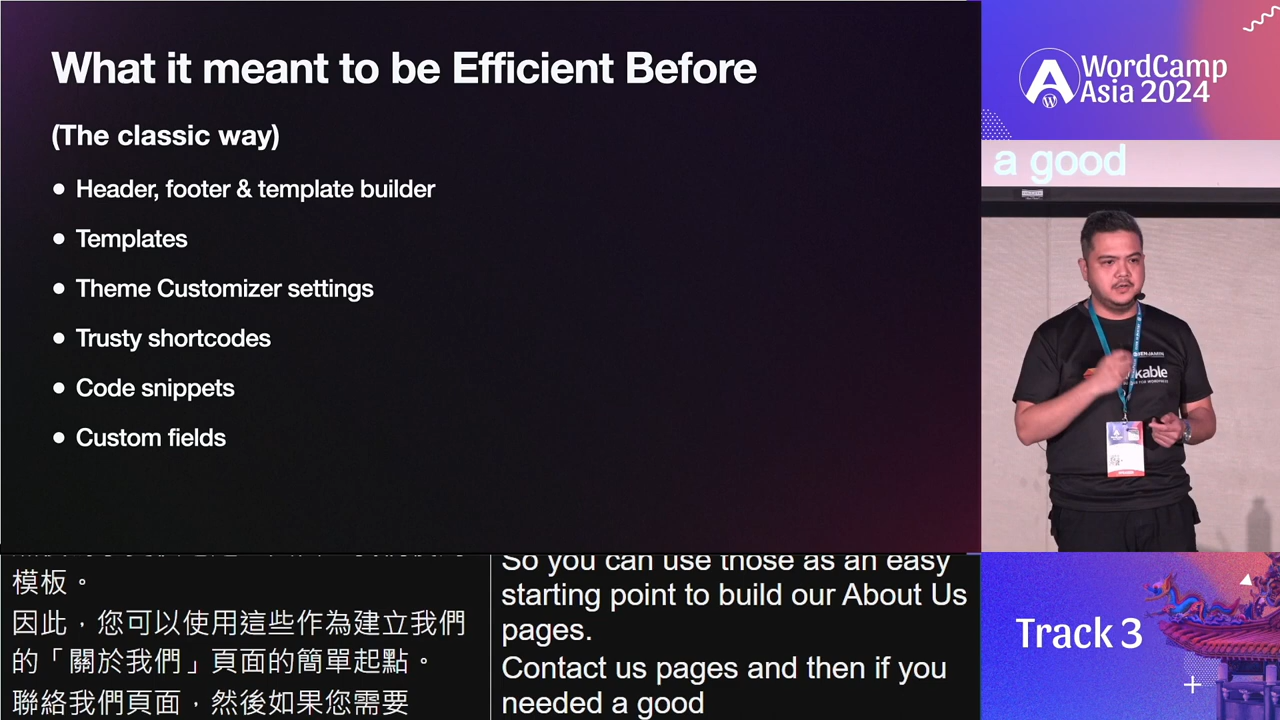 What it meant to be Efficient Before
(The classic way)
• Header, footer & template builder
• Templates
• Theme Customizer settings
• Trusty shortcodes
• Code snippets
• Custom fields
WordCamp
Asia 2024
a good
Track 3
模板。
因此，您可以使用這些作為建立我們
的「關於我們」頁面的簡單起點。
聯絡我們頁面，然後如果您需要
So you can use those as an easy
starting point to build our About Us
pages.
Contact us pages and then if you
needed a good